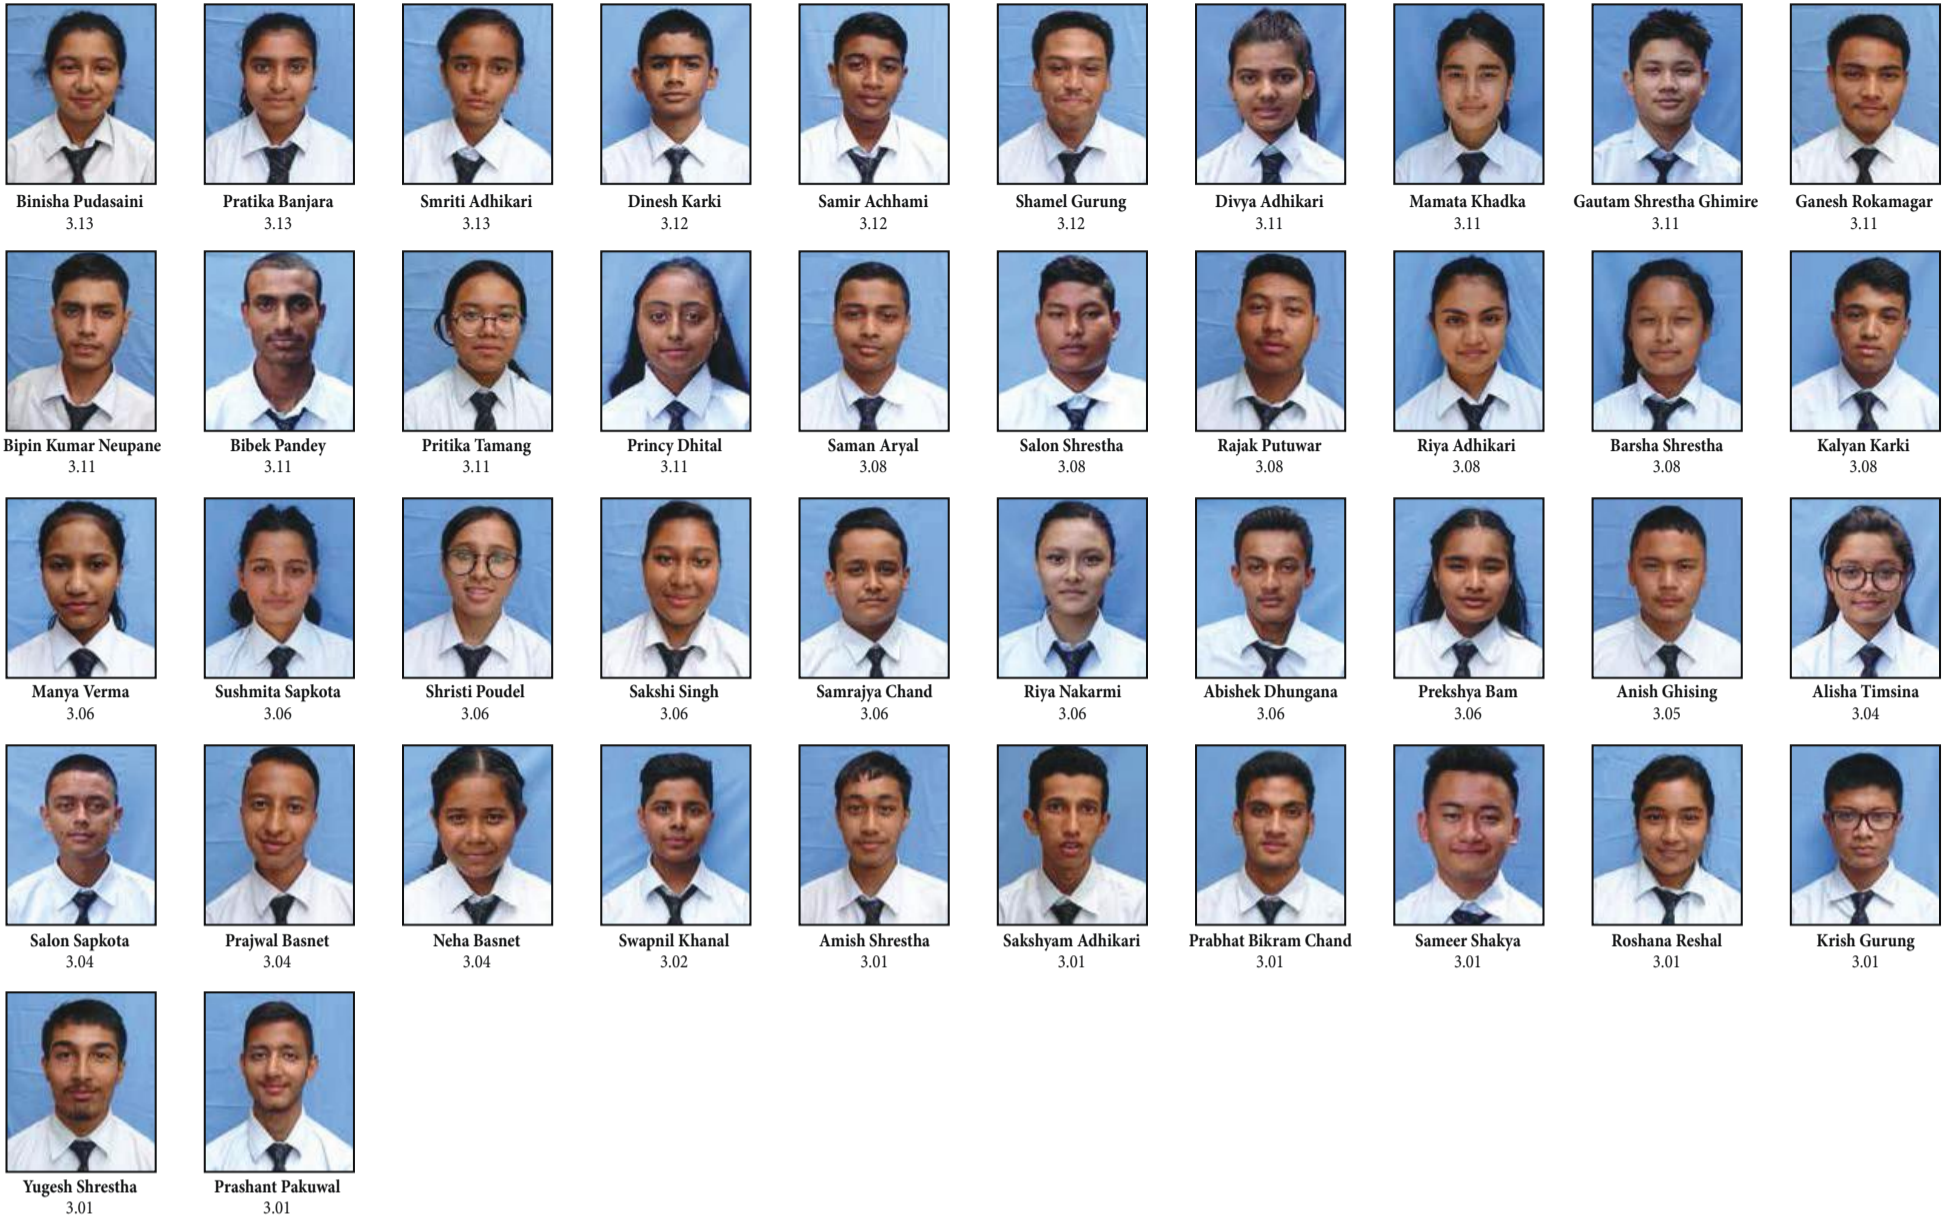 Binisha Pudasaini
3.13
Pratika Banjara
3.13
Smriti Adhikari
3.13
Dinesh Karki
3.12
Samir Achhami
3.12
Shamel Gurung
3.12
Divya Adhikari
3.11
Mamata Khadka
3.11
Gautam Shrestha Ghimire
3.11
Ganesh Rokamagar
3.11
Bipin Kumar Neupane
3.11
Bibek Pandey
3.11
Pritika Tamang
3.11
Princy Dhital
3.11
Saman Aryal
3.08
Salon Shrestha
3.08
Rajak Putuwar
3.08
Riya Adhikari
3.08
Barsha Shrestha
3.08
Kalyan Karki
3.08
Manya Verma
3.06
Sushmita Sapkota
3.06
Shristi Poudel
3.06
Sakshi Singh
3.06
Samrajya Chand
3.06
Riya Nakarmi
3.06
Abishek Dhungana
3.06
Prekshya Bam
3.06
Anish Ghising
3.05
Alisha Timsina
3.04
Salon Sapkota
3.04
Prajwal Basnet
3.04
Neha Basnet
3.04
Swapnil Khanal
3.02
Amish Shrestha
3.01
Sakshyam Adhikari
3.01
Prabhat Bikram Chand
3.01
Sameer Shakya
3.01
Roshana Reshal
3.01
Krish Gurung
3.01
Yugesh Shrestha
3.01
Prashant Pakuwal
3.01